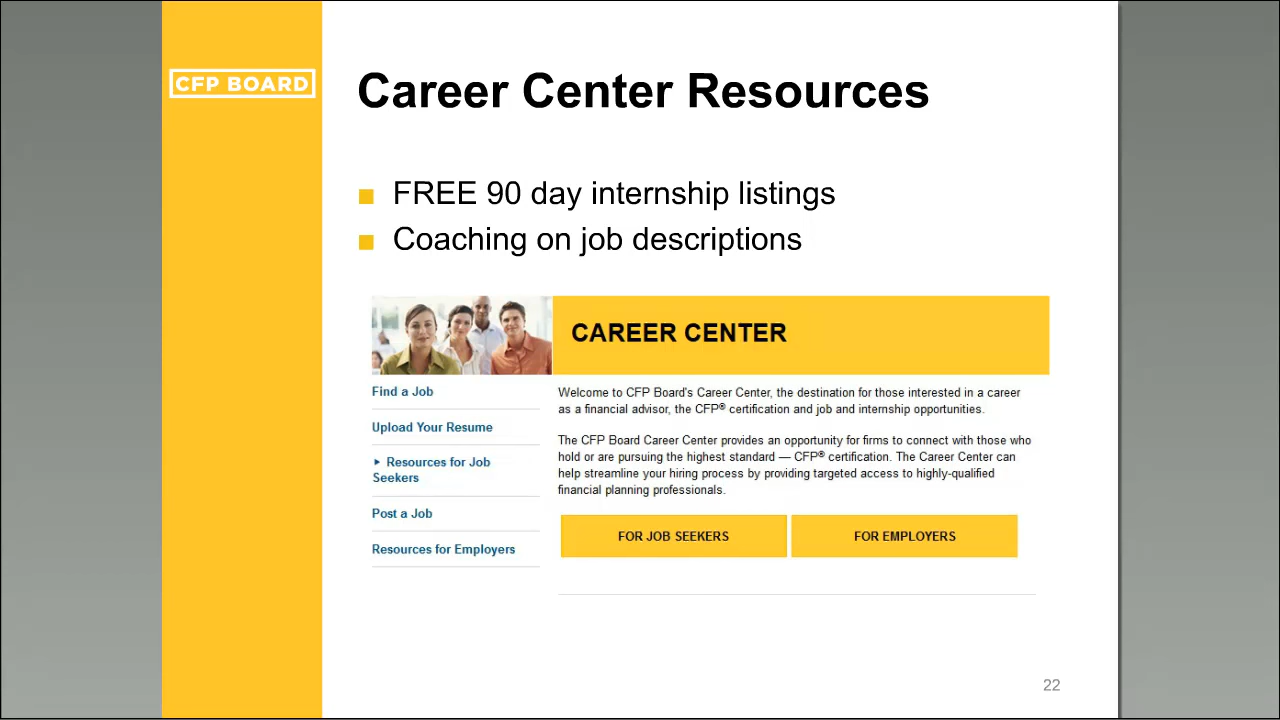 CFP BOARD
Career Center Resources
FREE 90 day internship listings
Coaching on job descriptions
CAREER CENTER
Find a Job
Upload Your Resume
Resources for Job
Seekers
Post a Job
Resources for Employers
Welcome to CFP Board's Career Center, the destination for those interested in a career
as a financial advisor, the CFP® certification and job and internship opportunities.
The CFP Board Career Center provides an opportunity for firms to connect with those who
hold or are pursuing the highest standard — CFP® certification. The Career Center can
help streamline your hiring process by providing targeted access to highly-qualified
financial planning professionals.
FOR JOB SEEKERS
FOR EMPLOYERS
22